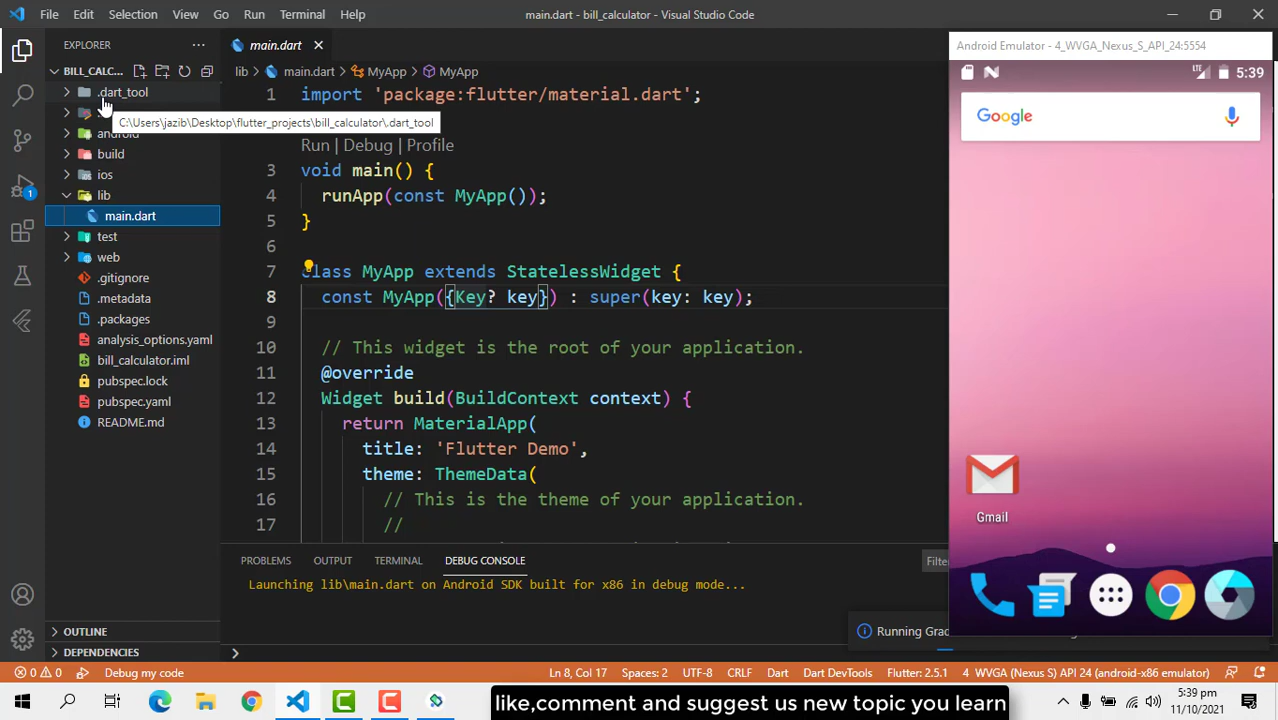 File Edit Selection View Go Run Terminal Help
main.dart - bill_calculator - Visual Studio Code
EXPLORER
BILL_CALC...
.dart_tool
C:\Users\jazib\Desktop\flutter_projects\bill_calculator\.dart_tool
android
build
ios
lib
main.dart
test
web
.gitignore
.metadata
.packages
analysis_options.yaml
bill_calculator.iml
pubspec.lock
pubspec.yaml
README.md
OUTLINE
DEPENDENCIES
1
main.dart
lib main.dart MyApp MyApp
1 import 'package:flutter/material.dart';
Run | Debug | Profile
3 void main() {
4 runApp(const MyApp());
5 }
6
7 class MyApp extends StatelessWidget {
8 const MyApp({Key? key}) : super(key: key);
9
10 // This widget is the root of your application.
11 @override
12 Widget build(BuildContext context) {
13 return MaterialApp(
14 title: 'Flutter Demo',
15 theme: ThemeData(
16 // This is the theme of your application.
17 //
PROBLEMS OUTPUT TERMINAL DEBUG CONSOLE
Filte
Launching lib\main.dart on Android SDK built for x86 in debug mode...
Running Grad
Android Emulator - 4_WVGA_Nexus_S_API_24:5554
LTE 5:39
Google
Gmail
0 0 Debug my code Ln 8, Col 17 Spaces: 2 UTF-8 CRLF Dart Dart DevTools Flutter: 2.5.1 4 WVGA (Nexus S) API 24 (android-x86 emulator)
like,comment and suggest us new topic you learn
5:39 pm
11/10/2021